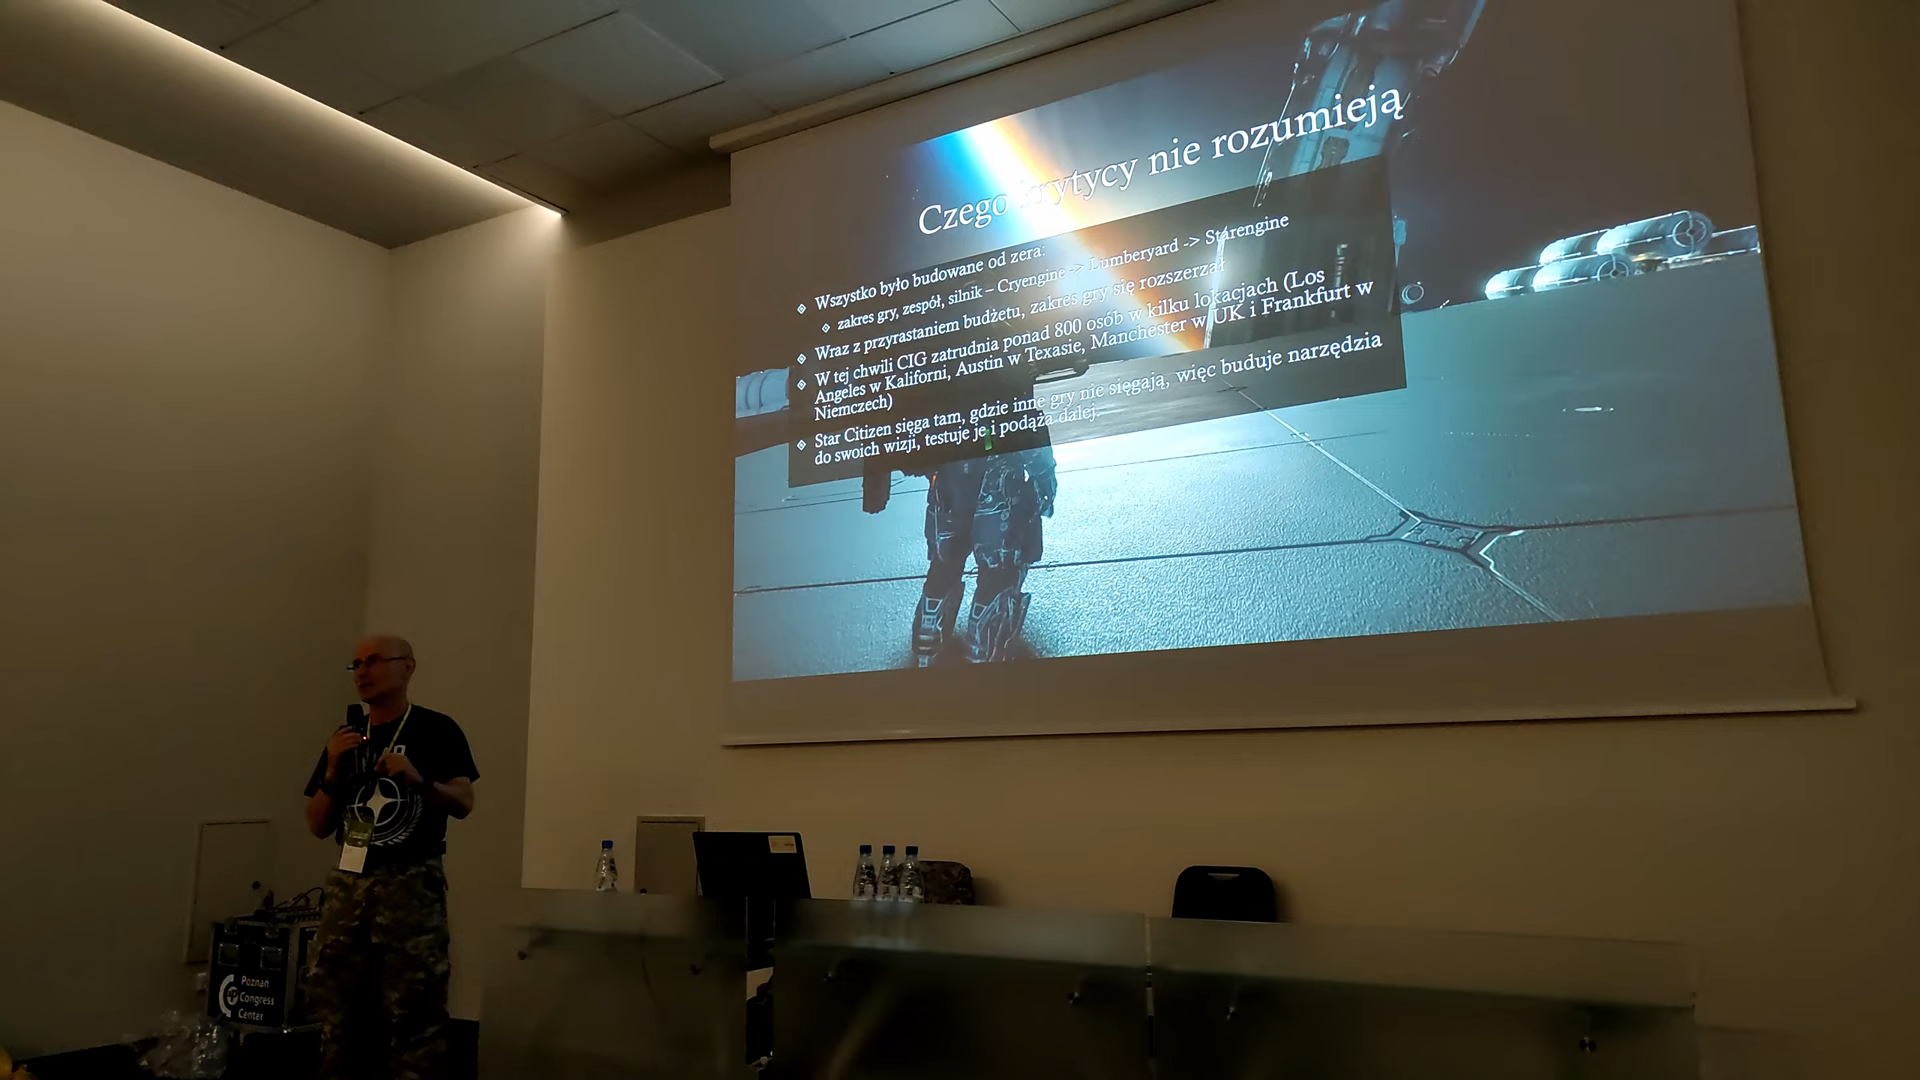 Czego krytycy nie rozumieją
Wszystko było budowane od zera:
zakres gry, zespół, silnik – Cryengine -> Lumberyard -> Starengine
Wraz z przyrastaniem budżetu, zakres gry się rozszerzał
W tej chwili CIG zatrudnia ponad 800 osób w kilku lokacjach (Los
Angeles w Kaliforni, Austin w Texasie, Manchester w UK i Frankfurt w
Niemczech)
Star Citizen sięga tam, gdzie inne gry nie sięgają, więc buduje narzędzia
do swoich wizji, testuje je i podąża dalej.
Poznań
Congress
Center